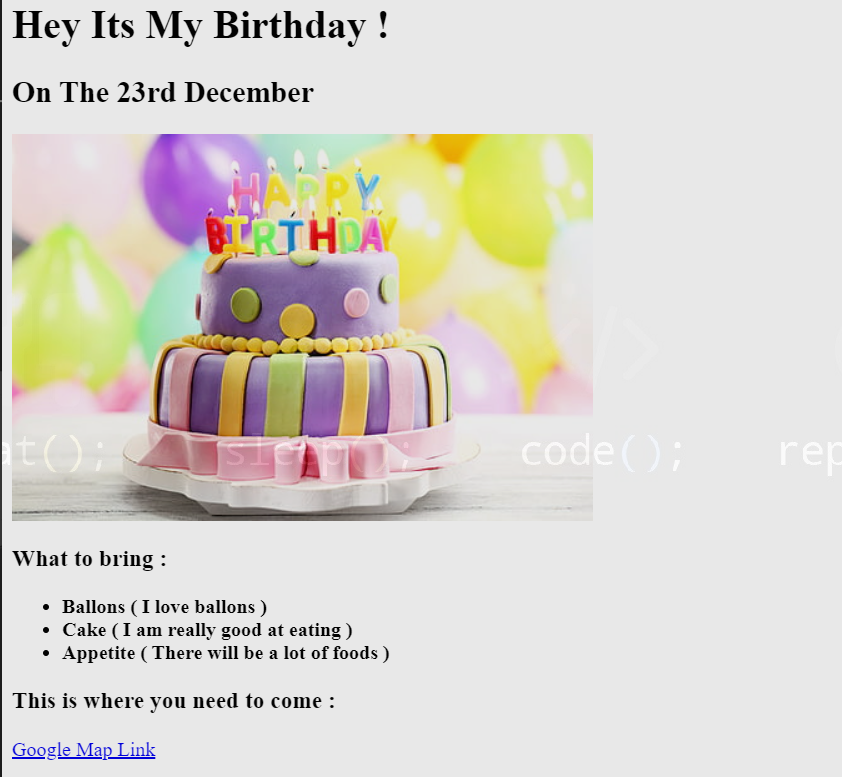 Hey Its My Birthday !
On The 23rd December
HAPPY
BIRTHDAY
</>
at(); sleep(); code(); rep
What to bring :
Ballons ( I love ballons )
Cake ( I am really good at eating )
Appetite ( There will be a lot of foods )
This is where you need to come :
Google Map Link